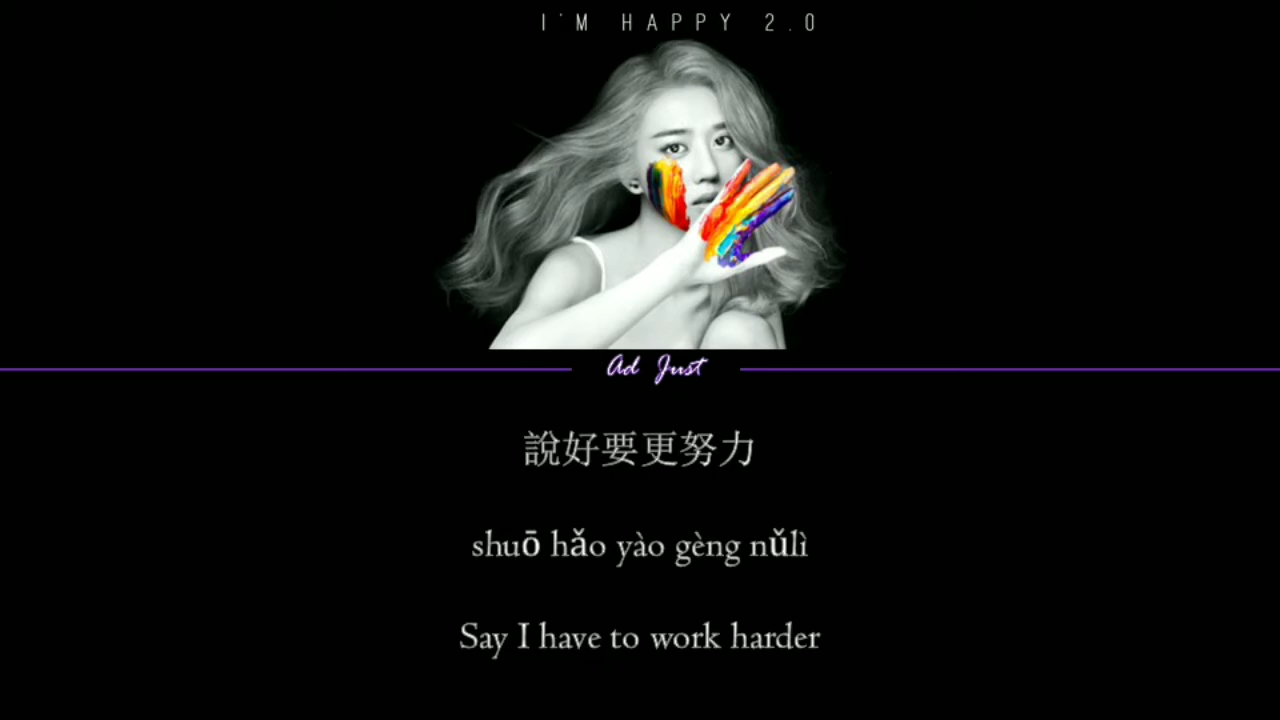 I'M HAPPY 2.0
Ad Just
說好要更努力
shuō hǎo yào gèng nǔlì
Say I have to work harder